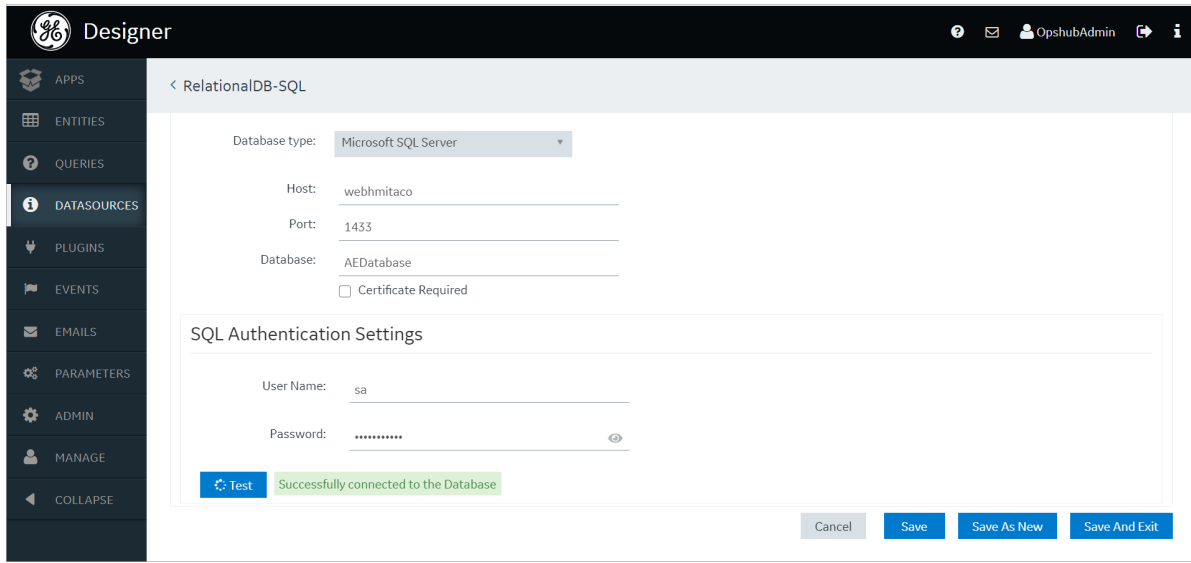 Designer
OpshubAdmin
APPS
ENTITIES
QUERIES
DATASOURCES
PLUGINS
EVENTS
EMAILS
PARAMETERS
ADMIN
MANAGE
COLLAPSE
RelationalDB-SQL
Database type: Microsoft SQL Server
Host: webhmitaco
Port: 1433
Database: AEDatabase
Certificate Required
SQL Authentication Settings
User Name: sa
Password: •••••••••••
Test Successfully connected to the Database
Cancel Save Save As New Save And Exit